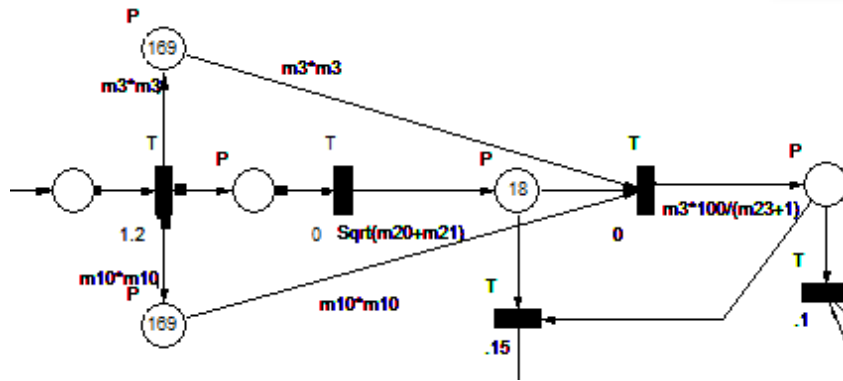 P
169
m3*m3
m3*m3
T
P
T
P
18
T
P
1.2
0
Sqrt(m20+m21)
0
m3*100/(m23+1)
m10*m10
P
169
m10*m10
T
.15
T
.1